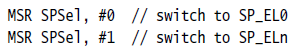 MSR SPSel, #0  // switch to SP_EL0
MSR SPSel, #1  // switch to SP_ELn